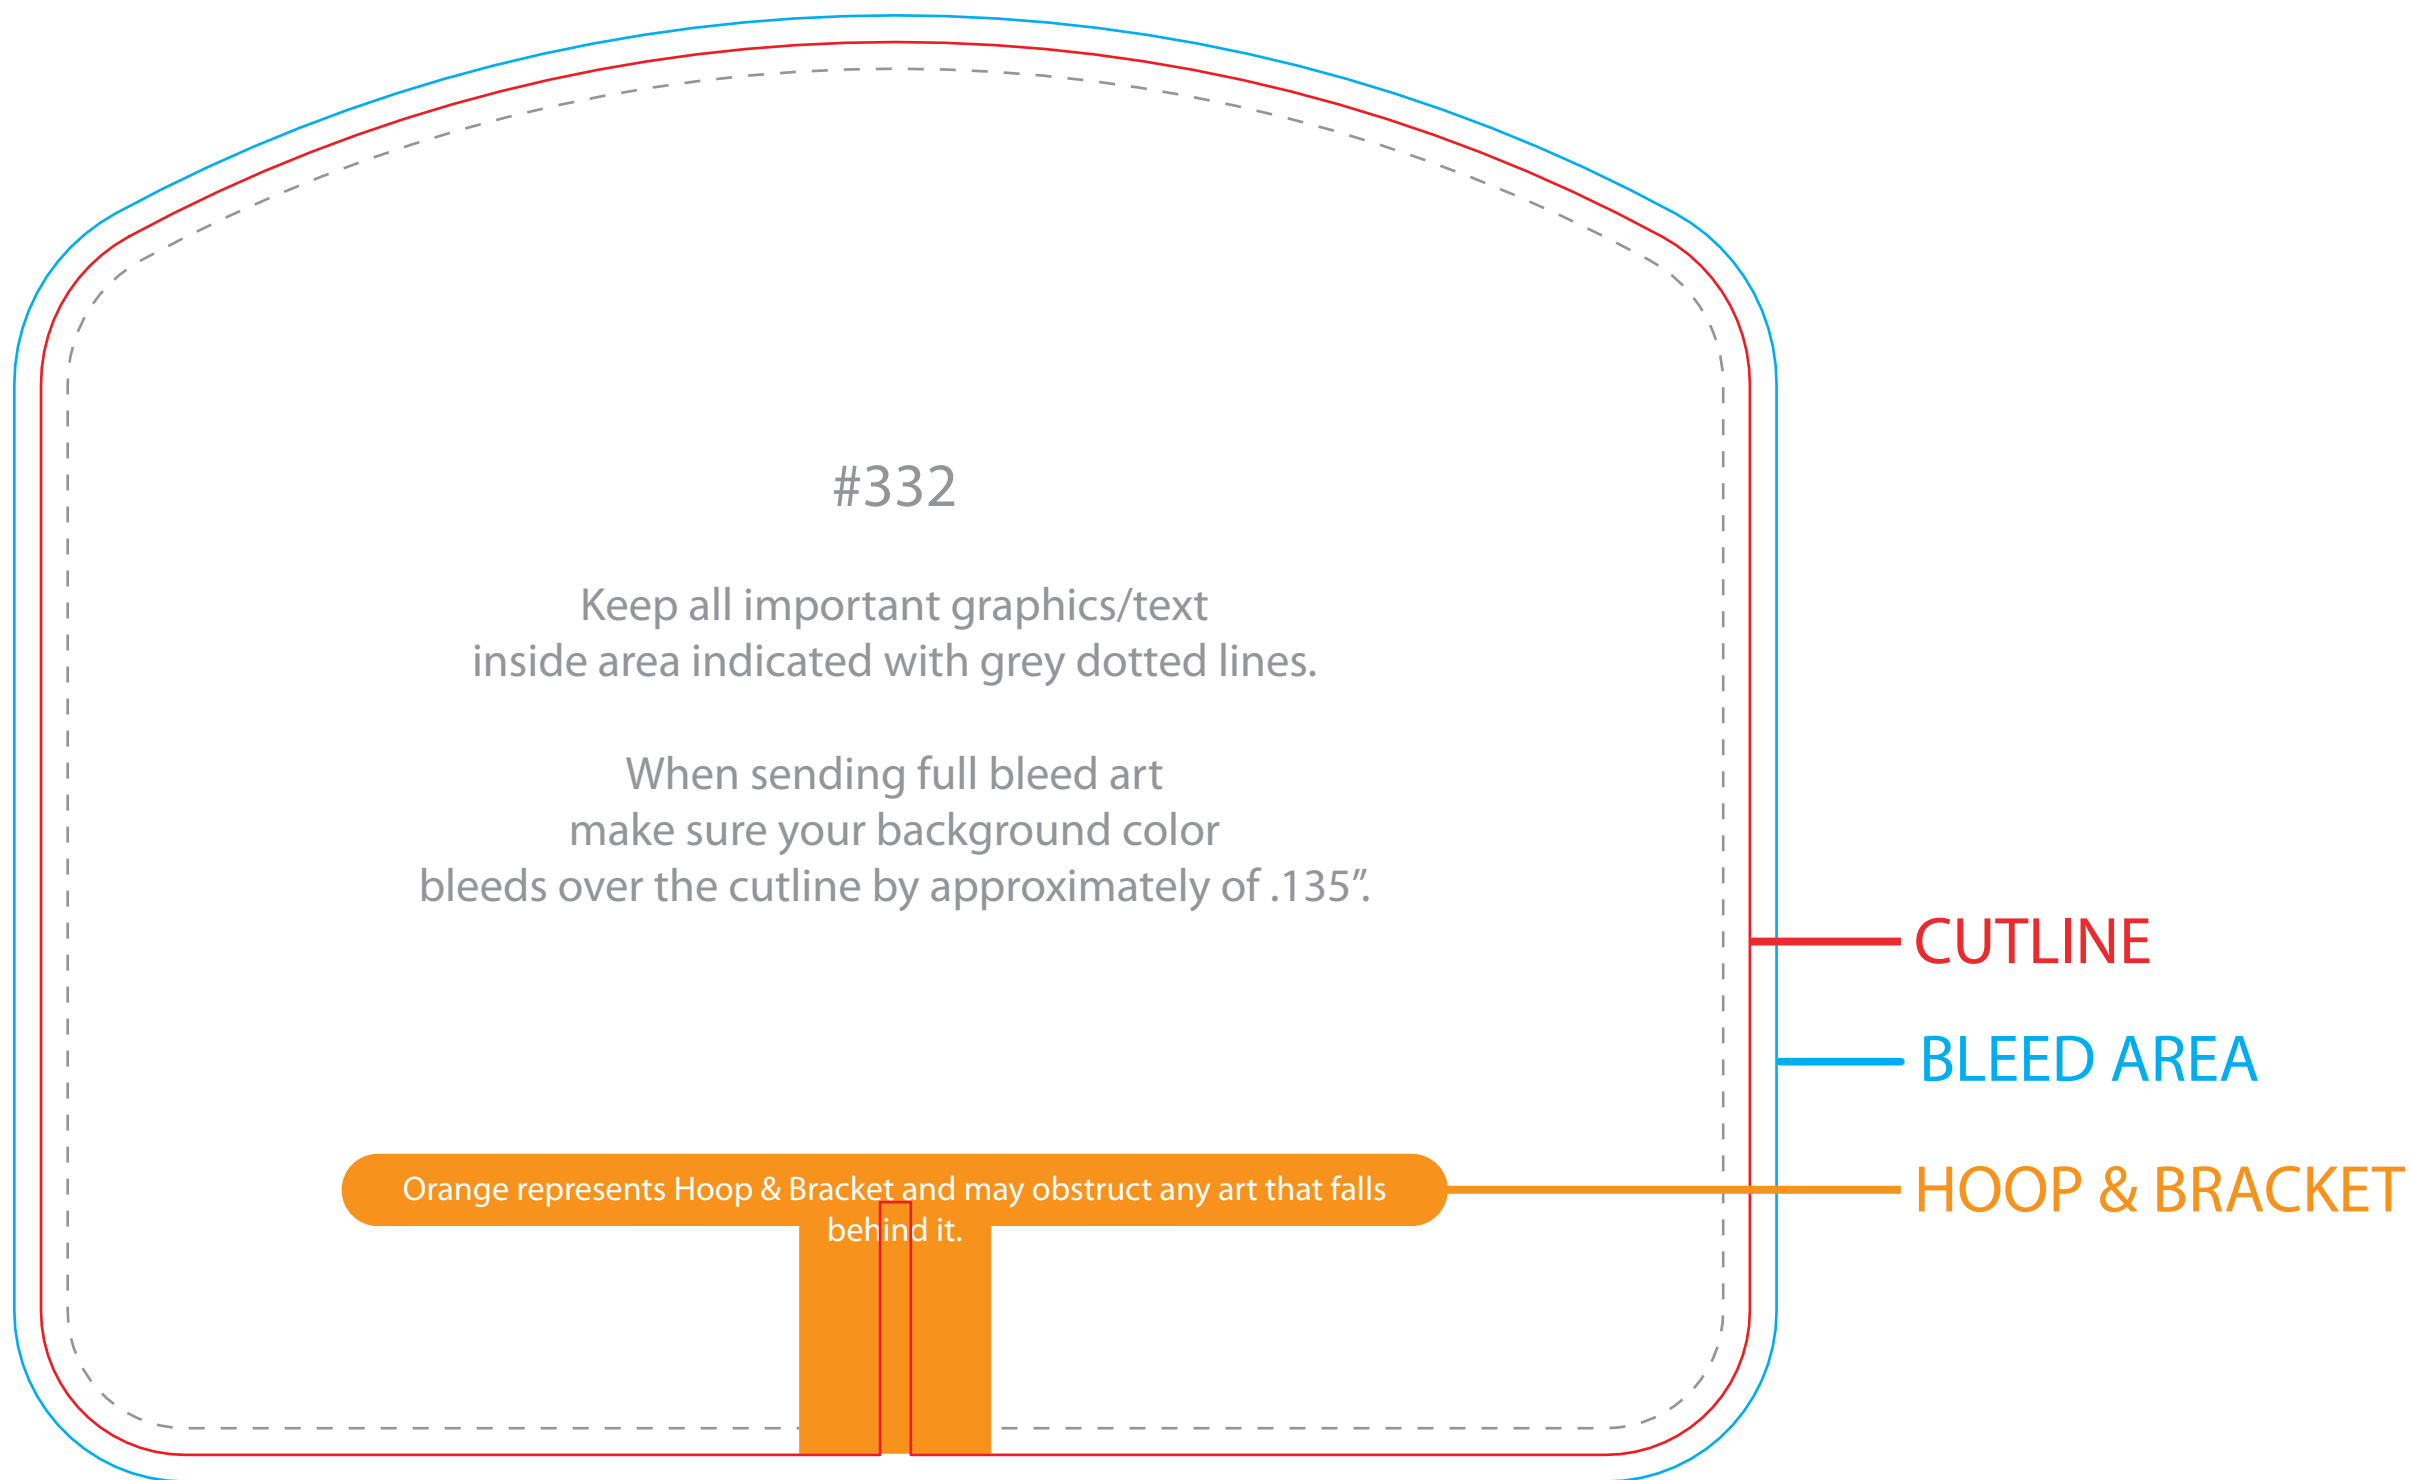 #332
Keep all important graphics/text
inside area indicated with grey dotted lines.
When sending full bleed art
make sure your background color
bleeds over the cutline by approximately of .135”.
CUTLINE
BLEED AREA
Orange represents Hoop & Bracket and may obstruct any art that falls
behind it.
HOOP & BRACKET